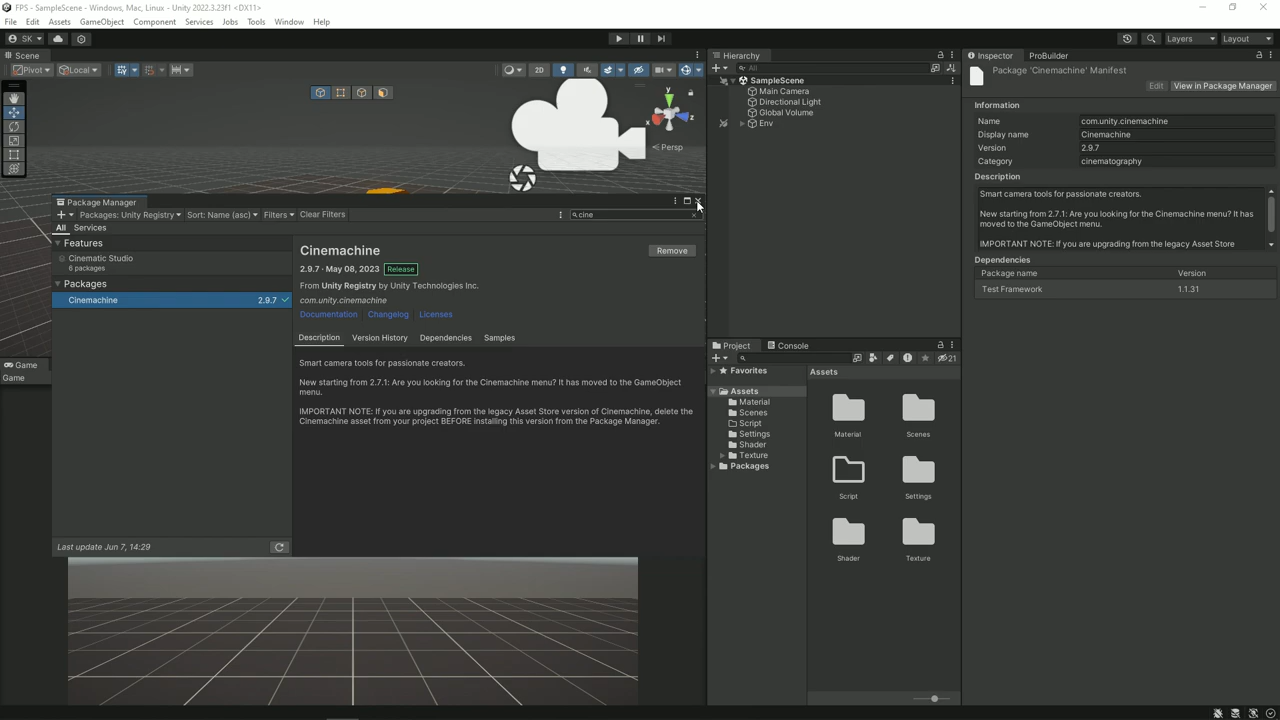 FPS - SampleScene - Windows, Mac, Linux - Unity 2022.3.23f1 <DX11>
File Edit Assets GameObject Component Services Jobs Tools Window Help
SK
Layers Layout
Scene
Pivot Local
2D
y
x
z
Persp
Package Manager
Packages: Unity Registry Sort: Name (asc) Filters Clear Filters
cine
All Services
Features
Cinematic Studio
8 packages
Packages
Cinemachine 2.9.7
Last update Jun 7, 14:29
Cinemachine
Remove
2.9.7 · May 08, 2023 Release
From Unity Registry by Unity Technologies Inc.
com.unity.cinemachine
Documentation Changelog Licenses
Description Version History Dependencies Samples
Smart camera tools for passionate creators.
New starting from 2.7.1: Are you looking for the Cinemachine menu? It has moved to the GameObject
menu.
IMPORTANT NOTE: If you are upgrading from the legacy Asset Store version of Cinemachine, delete the
Cinemachine asset from your project BEFORE installing this version from the Package Manager.
Game
Game
Hierarchy
All
SampleScene
Main Camera
Directional Light
Global Volume
Env
Project Console
21
Favorites
Assets
Material
Scenes
Script
Settings
Shader
Texture
Packages
Assets
Material Scenes
Script Settings
Shader Texture
Inspector ProBuilder
Package 'Cinemachine' Manifest
Edit View in Package Manager
Information
Name com.unity.cinemachine
Display name Cinemachine
Version 2.9.7
Category cinematography
Description
Smart camera tools for passionate creators.
New starting from 2.7.1: Are you looking for the Cinemachine menu? It has
moved to the GameObject menu.
IMPORTANT NOTE: If you are upgrading from the legacy Asset Store
Dependencies
Package name Version
Test Framework 1.1.31